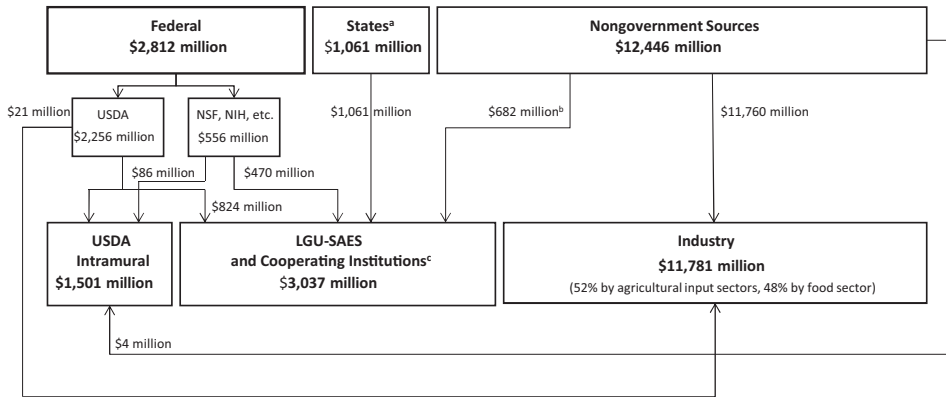 Federal
$2,812 million
Statesᵃ
$1,061 million
Nongovernment Sources
$12,446 million
$21 million
USDA
$2,256 million
NSF, NIH, etc.
$556 million
$1,061 million
$682 millionᵇ
$11,760 million
$86 million
$470 million
$824 million
USDA
Intramural
$1,501 million
LGU-SAES
and Cooperating Institutionsᶜ
$3,037 million
Industry
$11,781 million
(52% by agricultural input sectors, 48% by food sector)
$4 million